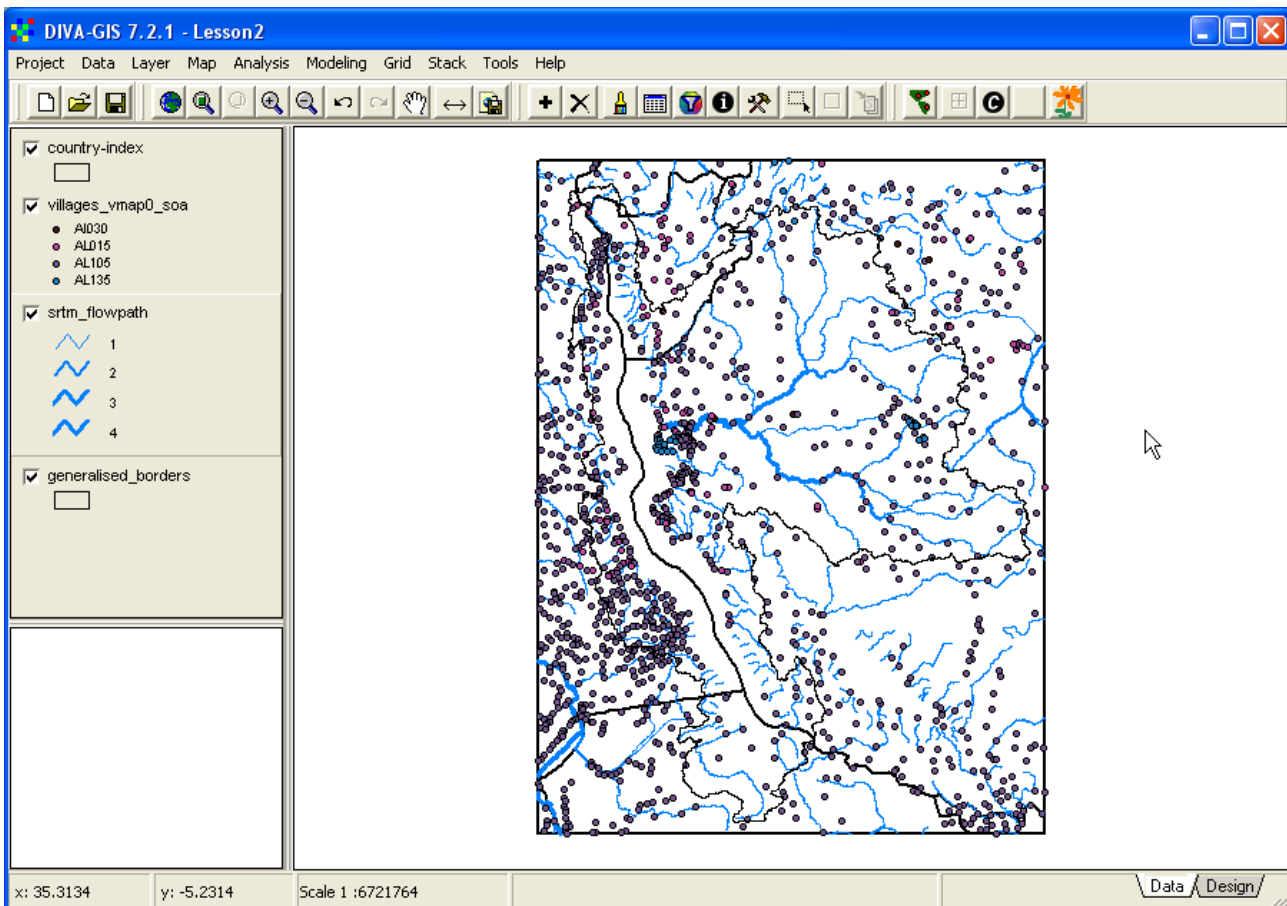 DIVA-GIS 7.2.1 - Lesson2
Project Data Layer Map Analysis Modeling Grid Stack Tools Help
country-index
villages_vmap0_soa
AI030
AL015
AL105
AL135
srtm_flowpath
1
2
3
4
generalised_borders
x: 35.3134 y: -5.2314 Scale 1 :6721764 Data Design